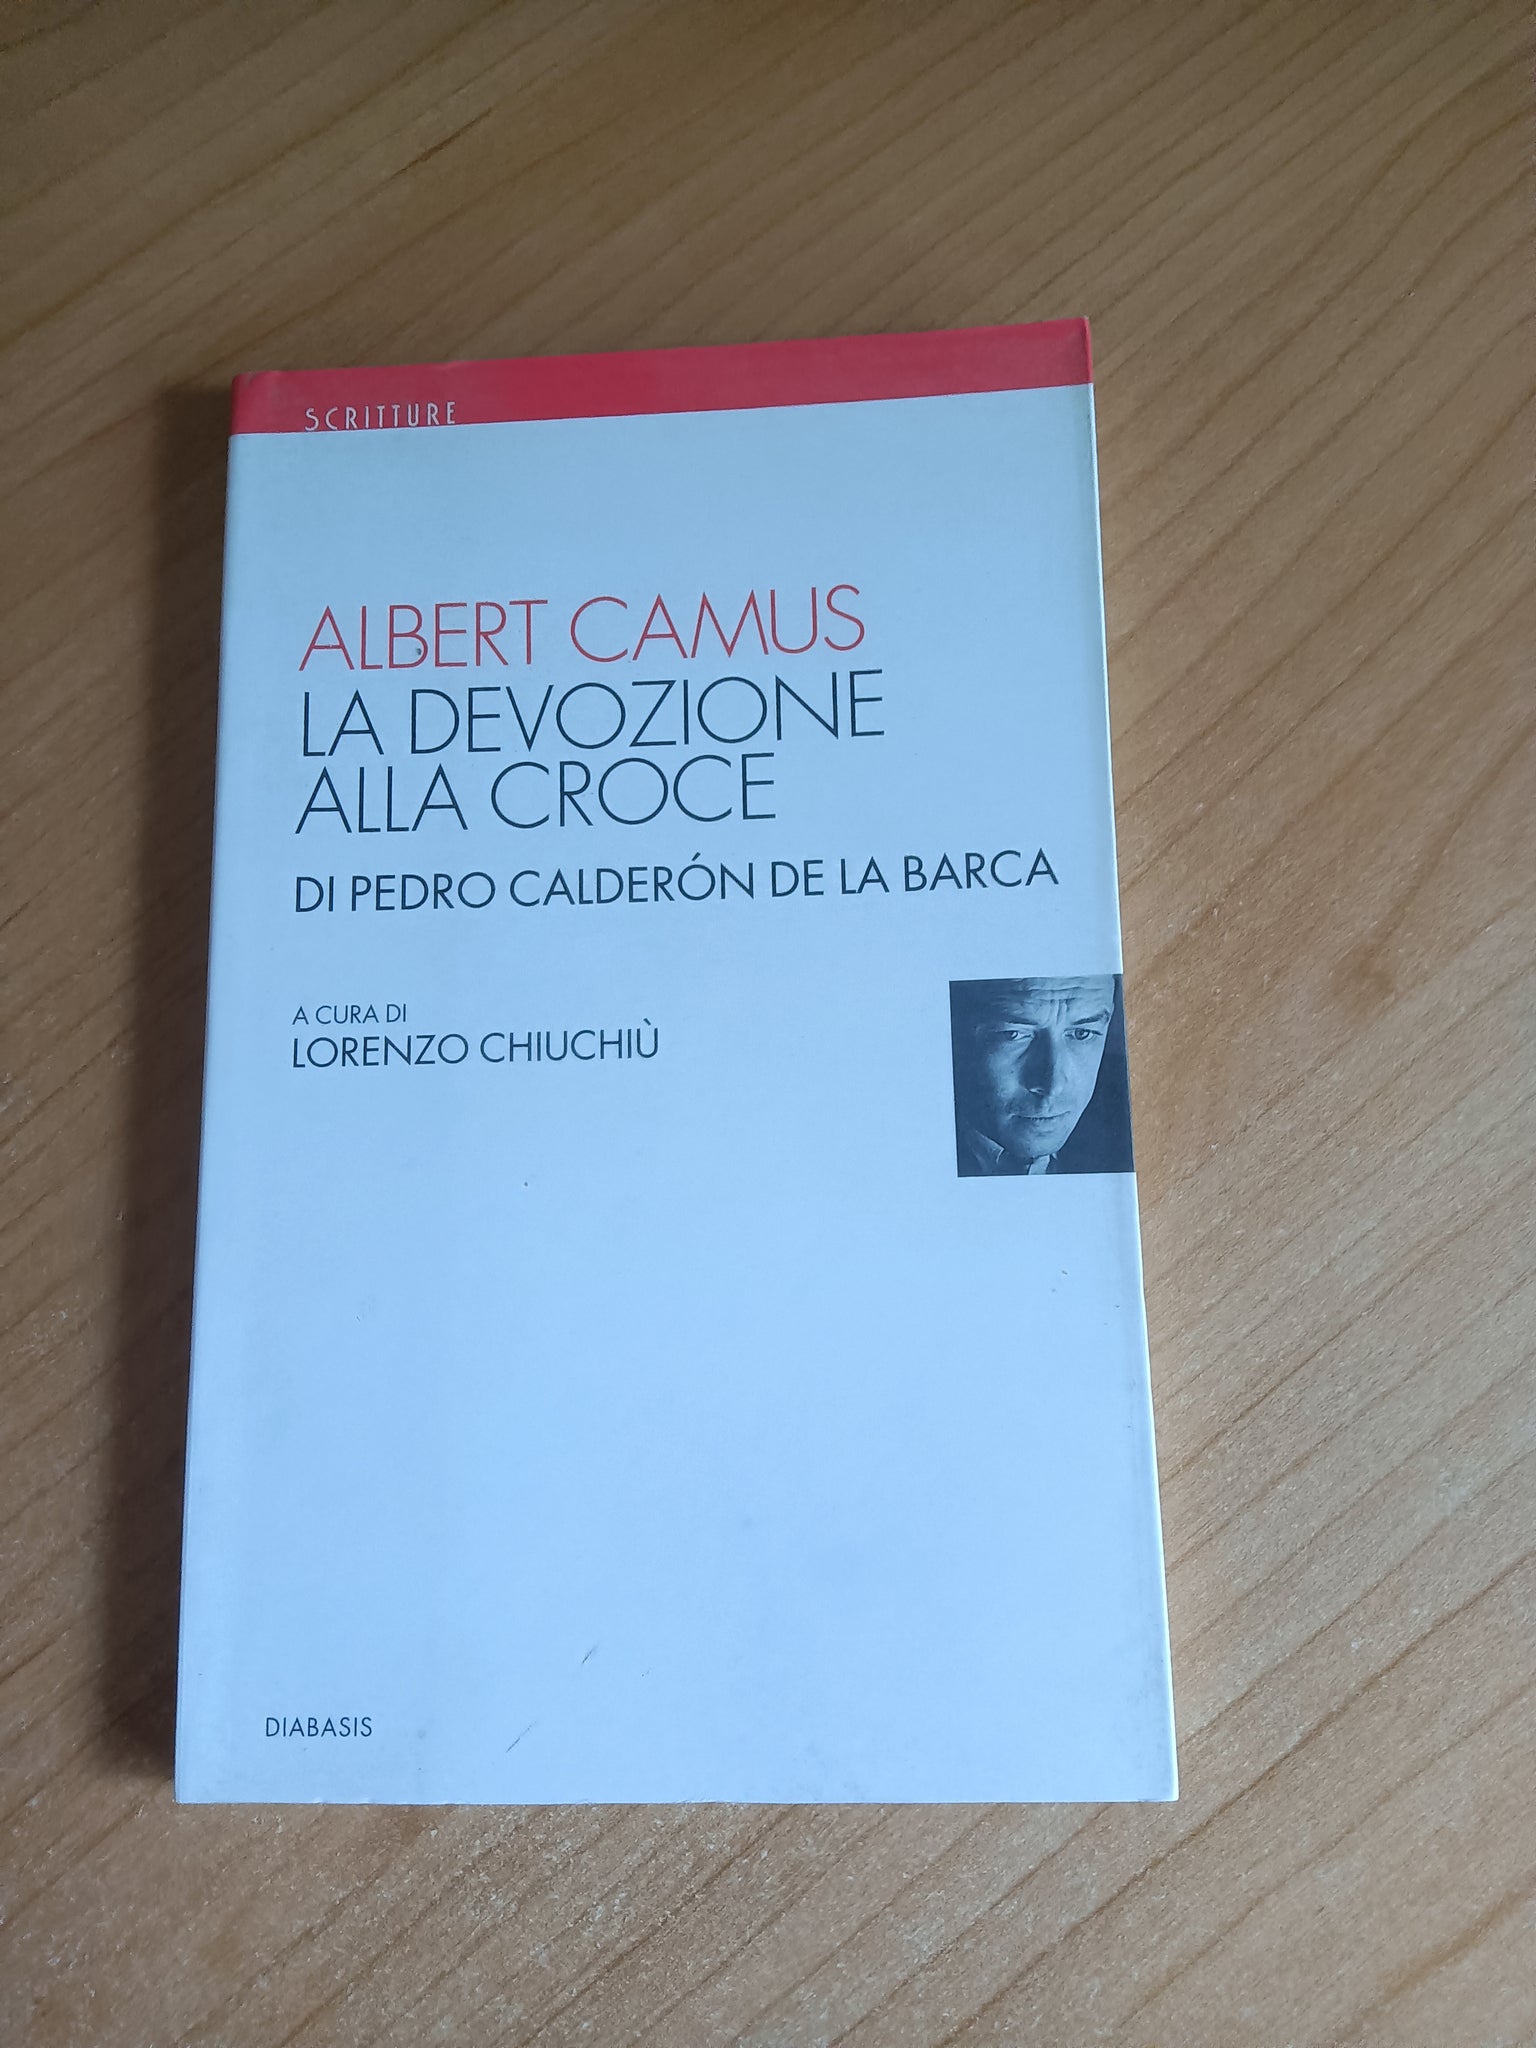 SCRITTURE
ALBERT CAMUS
LA DEVOZIONE
ALLA CROCE
DI PEDRO CALDERÓN DE LA BARCA
A CURA DI
LORENZO CHIUCHIÙ
DIABASIS